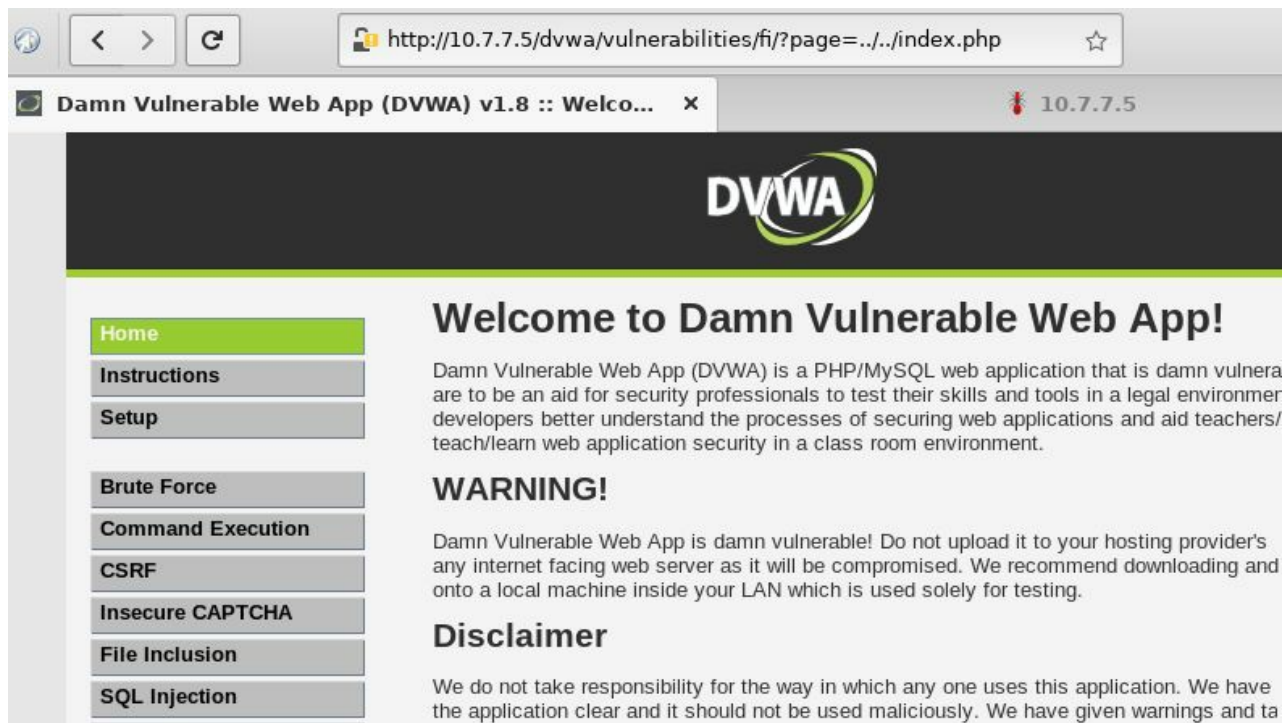 http://10.7.7.5/dvwa/vulnerabilities/fi/?page=../../index.php
Damn Vulnerable Web App (DVWA) v1.8 :: Welco...
10.7.7.5
DVWA
Home
Instructions
Setup
Brute Force
Command Execution
CSRF
Insecure CAPTCHA
File Inclusion
SQL Injection
Welcome to Damn Vulnerable Web App!
Damn Vulnerable Web App (DVWA) is a PHP/MySQL web application that is damn vulnera
are to be an aid for security professionals to test their skills and tools in a legal environmen
developers better understand the processes of securing web applications and aid teachers/
teach/learn web application security in a class room environment.
WARNING!
Damn Vulnerable Web App is damn vulnerable! Do not upload it to your hosting provider's
any internet facing web server as it will be compromised. We recommend downloading and
onto a local machine inside your LAN which is used solely for testing.
Disclaimer
We do not take responsibility for the way in which any one uses this application. We have
the application clear and it should not be used maliciously. We have given warnings and ta